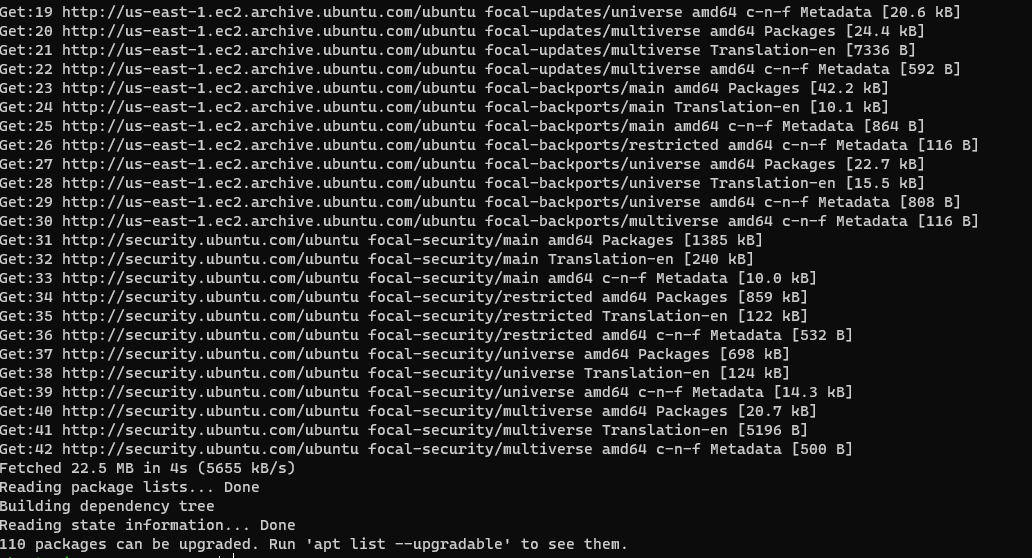 Get:19 http://us-east-1.ec2.archive.ubuntu.com/ubuntu focal-updates/universe amd64 c-n-f Metadata [20.6 kB]
Get:20 http://us-east-1.ec2.archive.ubuntu.com/ubuntu focal-updates/multiverse amd64 Packages [24.4 kB]
Get:21 http://us-east-1.ec2.archive.ubuntu.com/ubuntu focal-updates/multiverse Translation-en [7336 B]
Get:22 http://us-east-1.ec2.archive.ubuntu.com/ubuntu focal-updates/multiverse amd64 c-n-f Metadata [592 B]
Get:23 http://us-east-1.ec2.archive.ubuntu.com/ubuntu focal-backports/main amd64 Packages [42.2 kB]
Get:24 http://us-east-1.ec2.archive.ubuntu.com/ubuntu focal-backports/main Translation-en [10.1 kB]
Get:25 http://us-east-1.ec2.archive.ubuntu.com/ubuntu focal-backports/main amd64 c-n-f Metadata [864 B]
Get:26 http://us-east-1.ec2.archive.ubuntu.com/ubuntu focal-backports/restricted amd64 c-n-f Metadata [116 B]
Get:27 http://us-east-1.ec2.archive.ubuntu.com/ubuntu focal-backports/universe amd64 Packages [22.7 kB]
Get:28 http://us-east-1.ec2.archive.ubuntu.com/ubuntu focal-backports/universe Translation-en [15.5 kB]
Get:29 http://us-east-1.ec2.archive.ubuntu.com/ubuntu focal-backports/universe amd64 c-n-f Metadata [808 B]
Get:30 http://us-east-1.ec2.archive.ubuntu.com/ubuntu focal-backports/multiverse amd64 c-n-f Metadata [116 B]
Get:31 http://security.ubuntu.com/ubuntu focal-security/main amd64 Packages [1385 kB]
Get:32 http://security.ubuntu.com/ubuntu focal-security/main Translation-en [240 kB]
Get:33 http://security.ubuntu.com/ubuntu focal-security/main amd64 c-n-f Metadata [10.0 kB]
Get:34 http://security.ubuntu.com/ubuntu focal-security/restricted amd64 Packages [859 kB]
Get:35 http://security.ubuntu.com/ubuntu focal-security/restricted Translation-en [122 kB]
Get:36 http://security.ubuntu.com/ubuntu focal-security/restricted amd64 c-n-f Metadata [532 B]
Get:37 http://security.ubuntu.com/ubuntu focal-security/universe amd64 Packages [698 kB]
Get:38 http://security.ubuntu.com/ubuntu focal-security/universe Translation-en [124 kB]
Get:39 http://security.ubuntu.com/ubuntu focal-security/universe amd64 c-n-f Metadata [14.3 kB]
Get:40 http://security.ubuntu.com/ubuntu focal-security/multiverse amd64 Packages [20.7 kB]
Get:41 http://security.ubuntu.com/ubuntu focal-security/multiverse Translation-en [5196 B]
Get:42 http://security.ubuntu.com/ubuntu focal-security/multiverse amd64 c-n-f Metadata [500 B]
Fetched 22.5 MB in 4s (5655 kB/s)
Reading package lists... Done
Building dependency tree
Reading state information... Done
110 packages can be upgraded. Run 'apt list --upgradable' to see them.